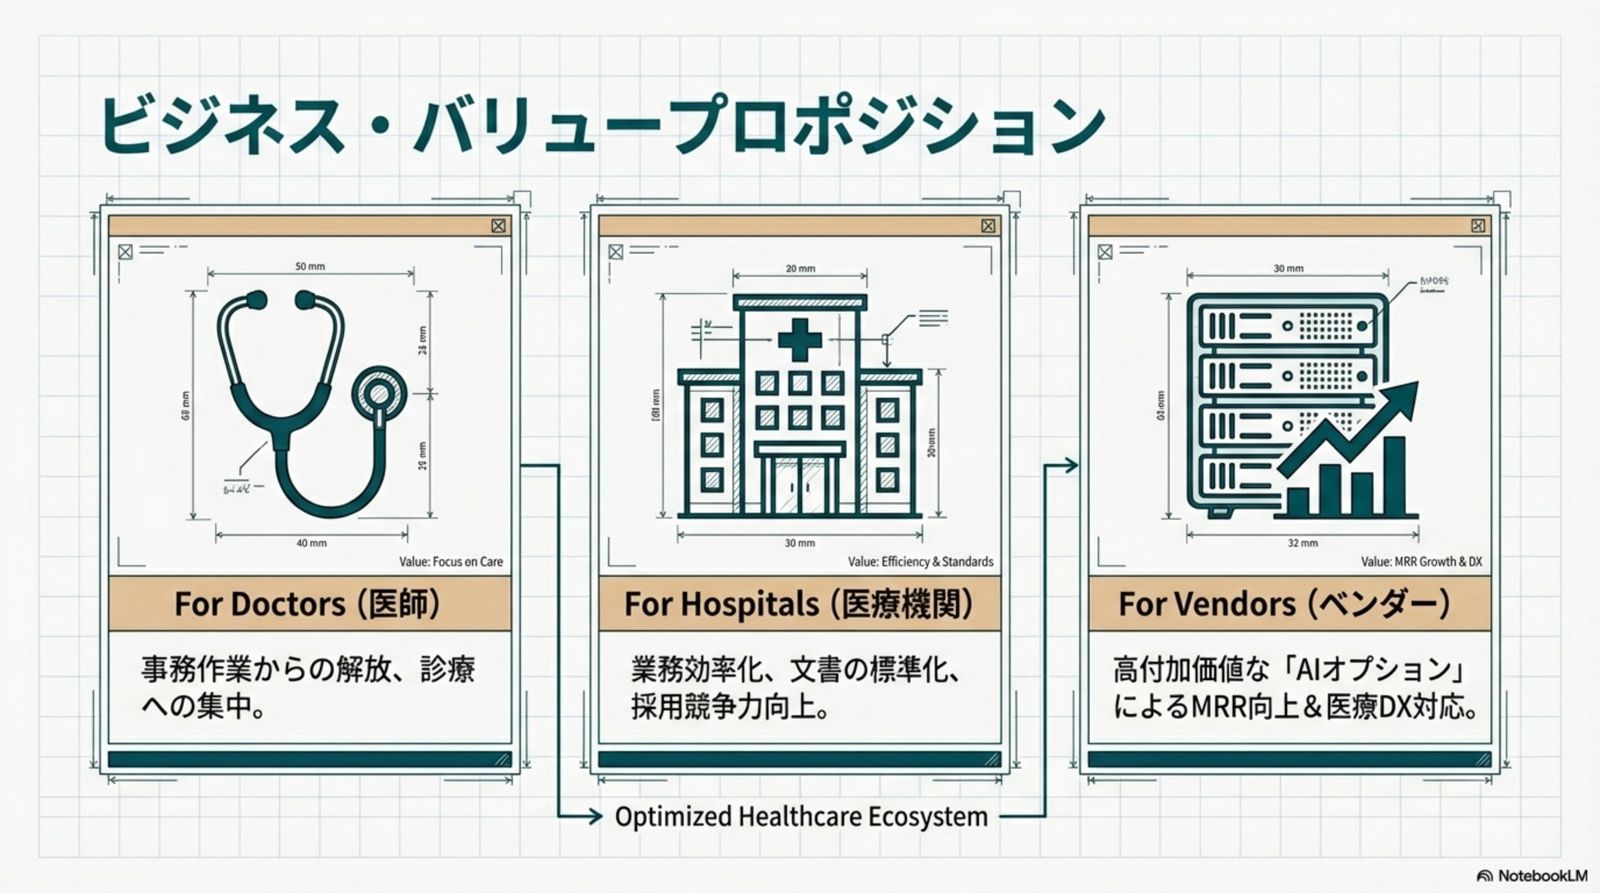 ビジネス・バリュープロポジション
50 mm
40 mm
Value: Focus on Care
For Doctors（医師）
事務作業からの解放、診療
への集中。
20 mm
30 mm
Value: Efficiency & Standards
For Hospitals（医療機関）
業務効率化、文書の標準化、
採用競争力向上。
30 mm
32 mm
Value: MRR Growth & DX
For Vendors（ベンダー）
高付加価値な「AIオプション」
によるMRR向上＆医療DX対応。
Optimized Healthcare Ecosystem
NotebookLM